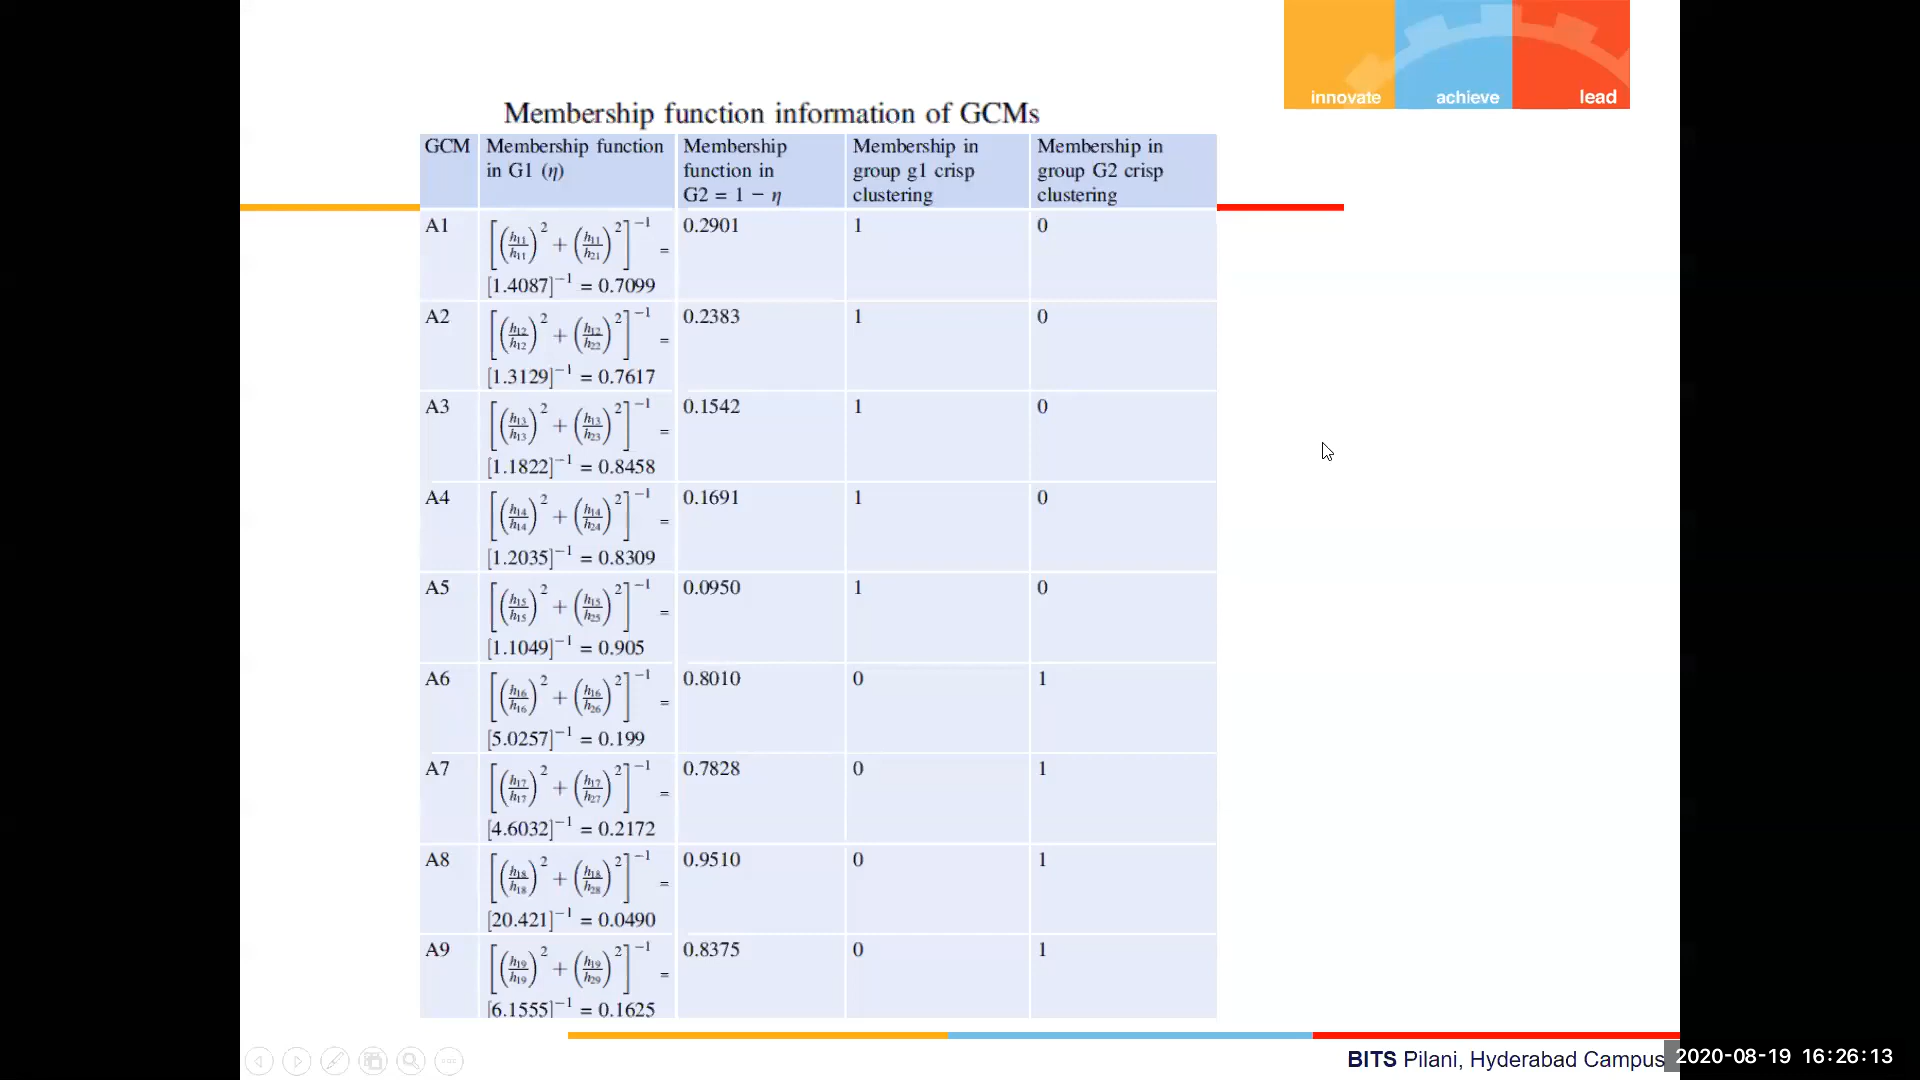 innovate achieve lead
Membership function information of GCMs
GCM Membership function in G1 (η) Membership function in G2 = 1 − η Membership in group g1 crisp clustering Membership in group G2 crisp clustering
A1 [(h₁₁/h₁₁)² + (h₁₁/h₂₁)²]⁻¹ = 0.2901 1 0
[1.4087]⁻¹ = 0.7099
A2 [(h₁₂/h₁₂)² + (h₁₂/h₂₂)²]⁻¹ = 0.2383 1 0
[1.3129]⁻¹ = 0.7617
A3 [(h₁₃/h₁₃)² + (h₁₃/h₂₃)²]⁻¹ = 0.1542 1 0
[1.1822]⁻¹ = 0.8458
A4 [(h₁₄/h₁₄)² + (h₁₄/h₂₄)²]⁻¹ = 0.1691 1 0
[1.2035]⁻¹ = 0.8309
A5 [(h₁₅/h₁₅)² + (h₁₅/h₂₅)²]⁻¹ = 0.0950 1 0
[1.1049]⁻¹ = 0.905
A6 [(h₁₆/h₁₆)² + (h₁₆/h₂₆)²]⁻¹ = 0.8010 0 1
[5.0257]⁻¹ = 0.199
A7 [(h₁₇/h₁₇)² + (h₁₇/h₂₇)²]⁻¹ = 0.7828 0 1
[4.6032]⁻¹ = 0.2172
A8 [(h₁₈/h₁₈)² + (h₁₈/h₂₈)²]⁻¹ = 0.9510 0 1
[20.421]⁻¹ = 0.0490
A9 [(h₁₉/h₁₉)² + (h₁₉/h₂₉)²]⁻¹ = 0.8375 0 1
[6.1555]⁻¹ = 0.1625
BITS Pilani, Hyderabad Campus
2020-08-19 16:26:13